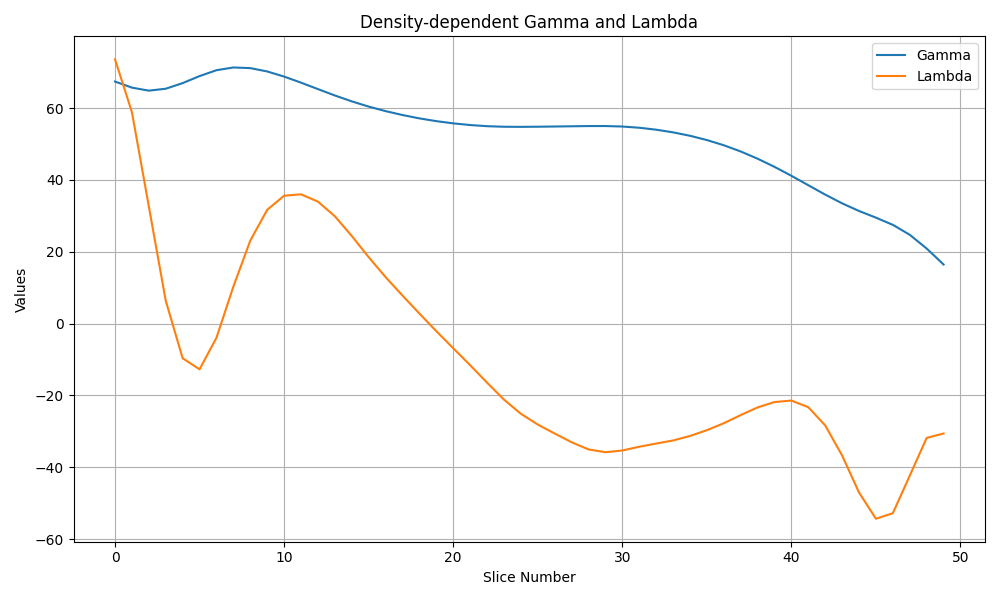 Density-dependent Gamma and Lambda
Gamma
Lambda
60
40
20
0
−20
−40
−60
Values
0 10 20 30 40 50
Slice Number